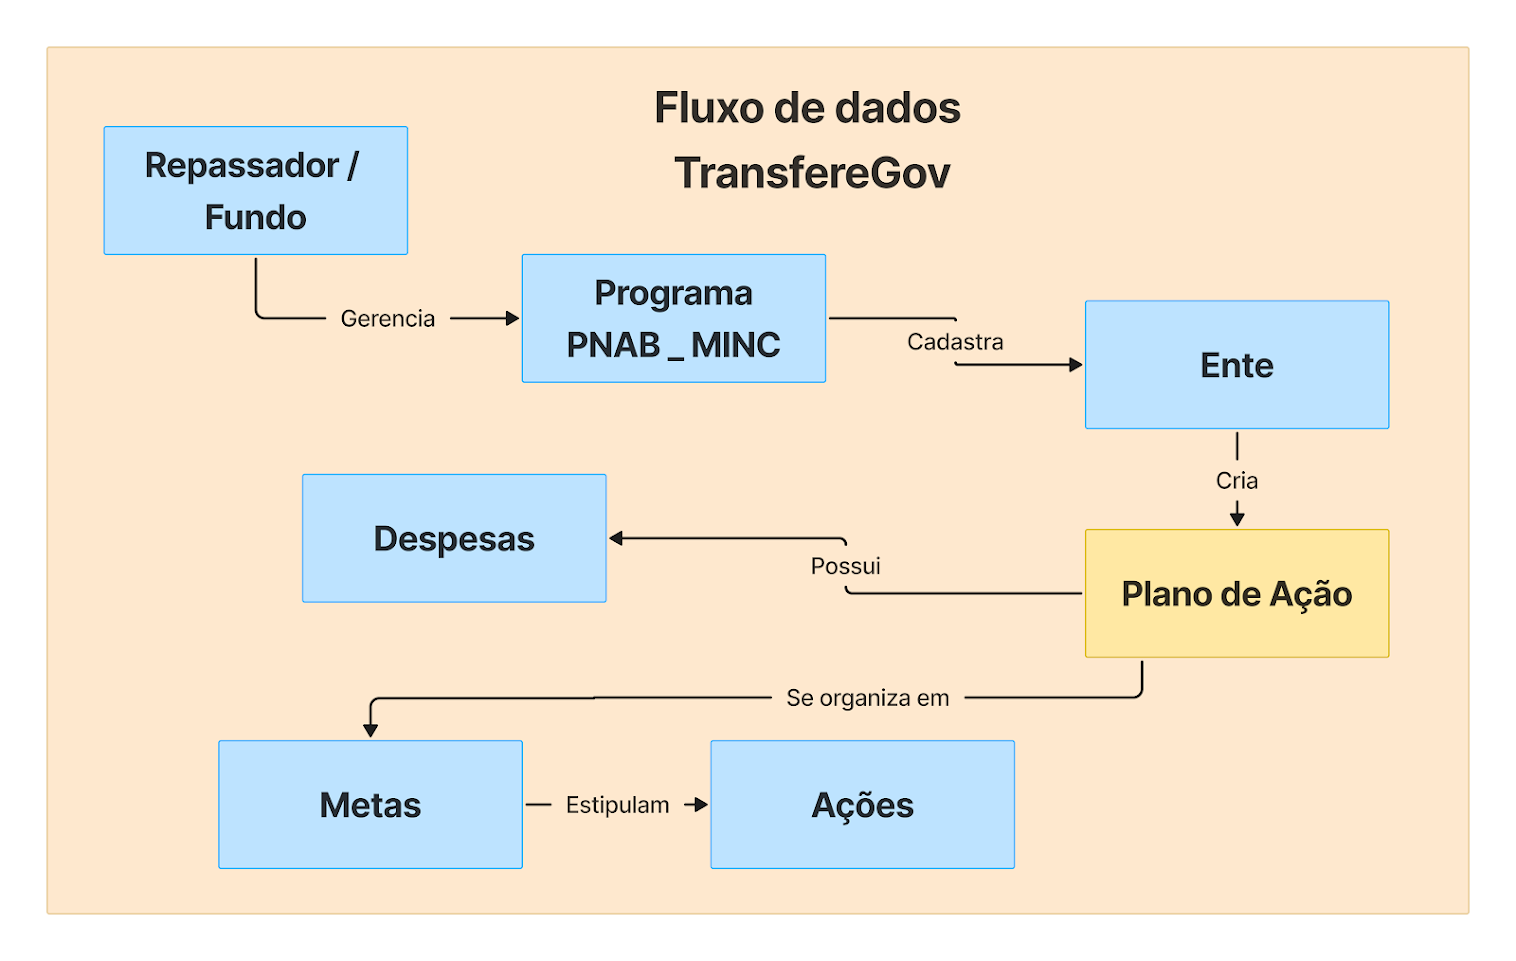 Fluxo de dados
TransfereGov
Repassador /
Fundo
Gerencia
Programa
PNAB _ MINC
Cadastra
Ente
Cria
Plano de Ação
Possui
Despesas
Se organiza em
Metas
Estipulam
Ações